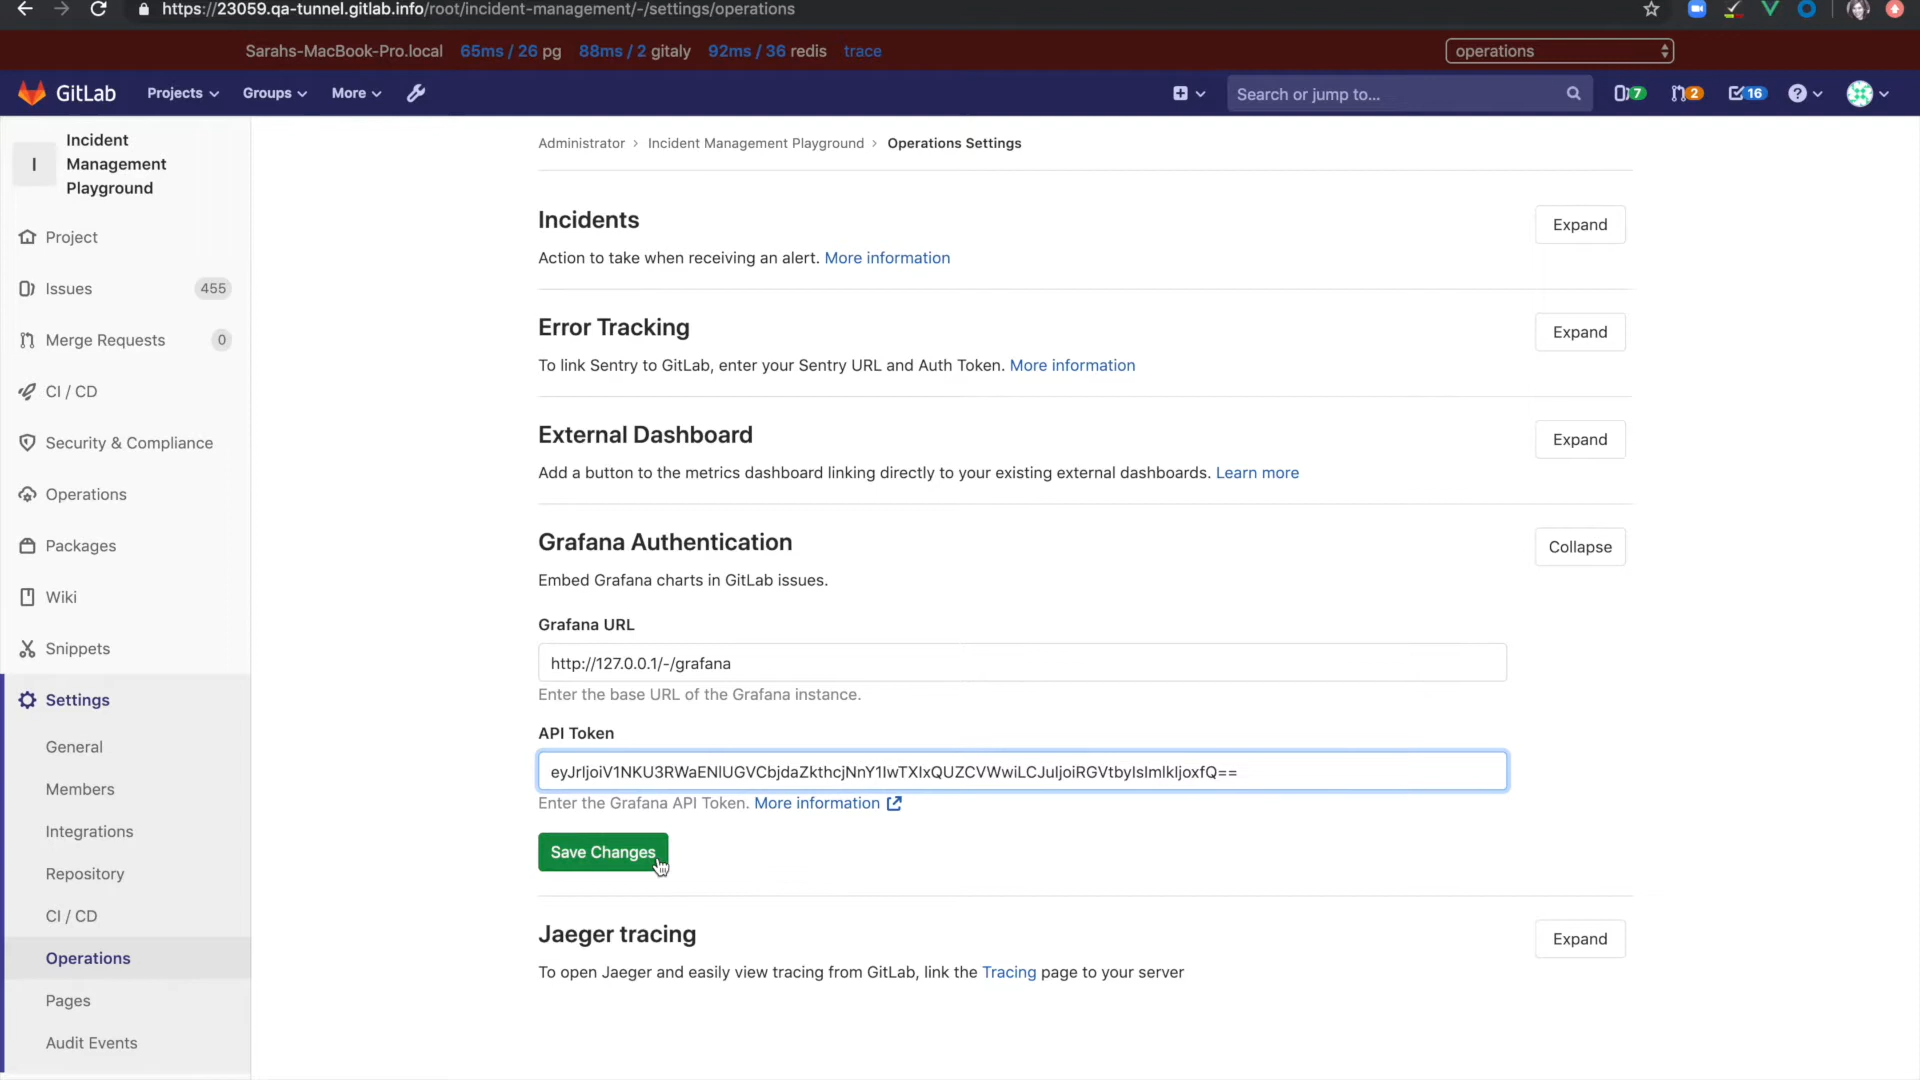 https://23059.qa-tunnel.gitlab.info/root/incident-management/-/settings/operations
Sarahs-MacBook-Pro.local 65ms / 26 pg 88ms / 2 gitaly 92ms / 36 redis trace operations
GitLab Projects Groups More Search or jump to... 7 2 16
I
Incident
Management
Playground
Project
Issues 455
Merge Requests 0
CI / CD
Security & Compliance
Operations
Packages
Wiki
Snippets
Settings
General
Members
Integrations
Repository
CI / CD
Operations
Pages
Audit Events
Administrator > Incident Management Playground > Operations Settings
Incidents
Expand
Action to take when receiving an alert. More information
Error Tracking
Expand
To link Sentry to GitLab, enter your Sentry URL and Auth Token. More information
External Dashboard
Expand
Add a button to the metrics dashboard linking directly to your existing external dashboards. Learn more
Grafana Authentication
Collapse
Embed Grafana charts in GitLab issues.
Grafana URL
http://127.0.0.1/-/grafana
Enter the base URL of the Grafana instance.
API Token
Enter the Grafana API Token. More information
Save Changes
Jaeger tracing
Expand
To open Jaeger and easily view tracing from GitLab, link the Tracing page to your server